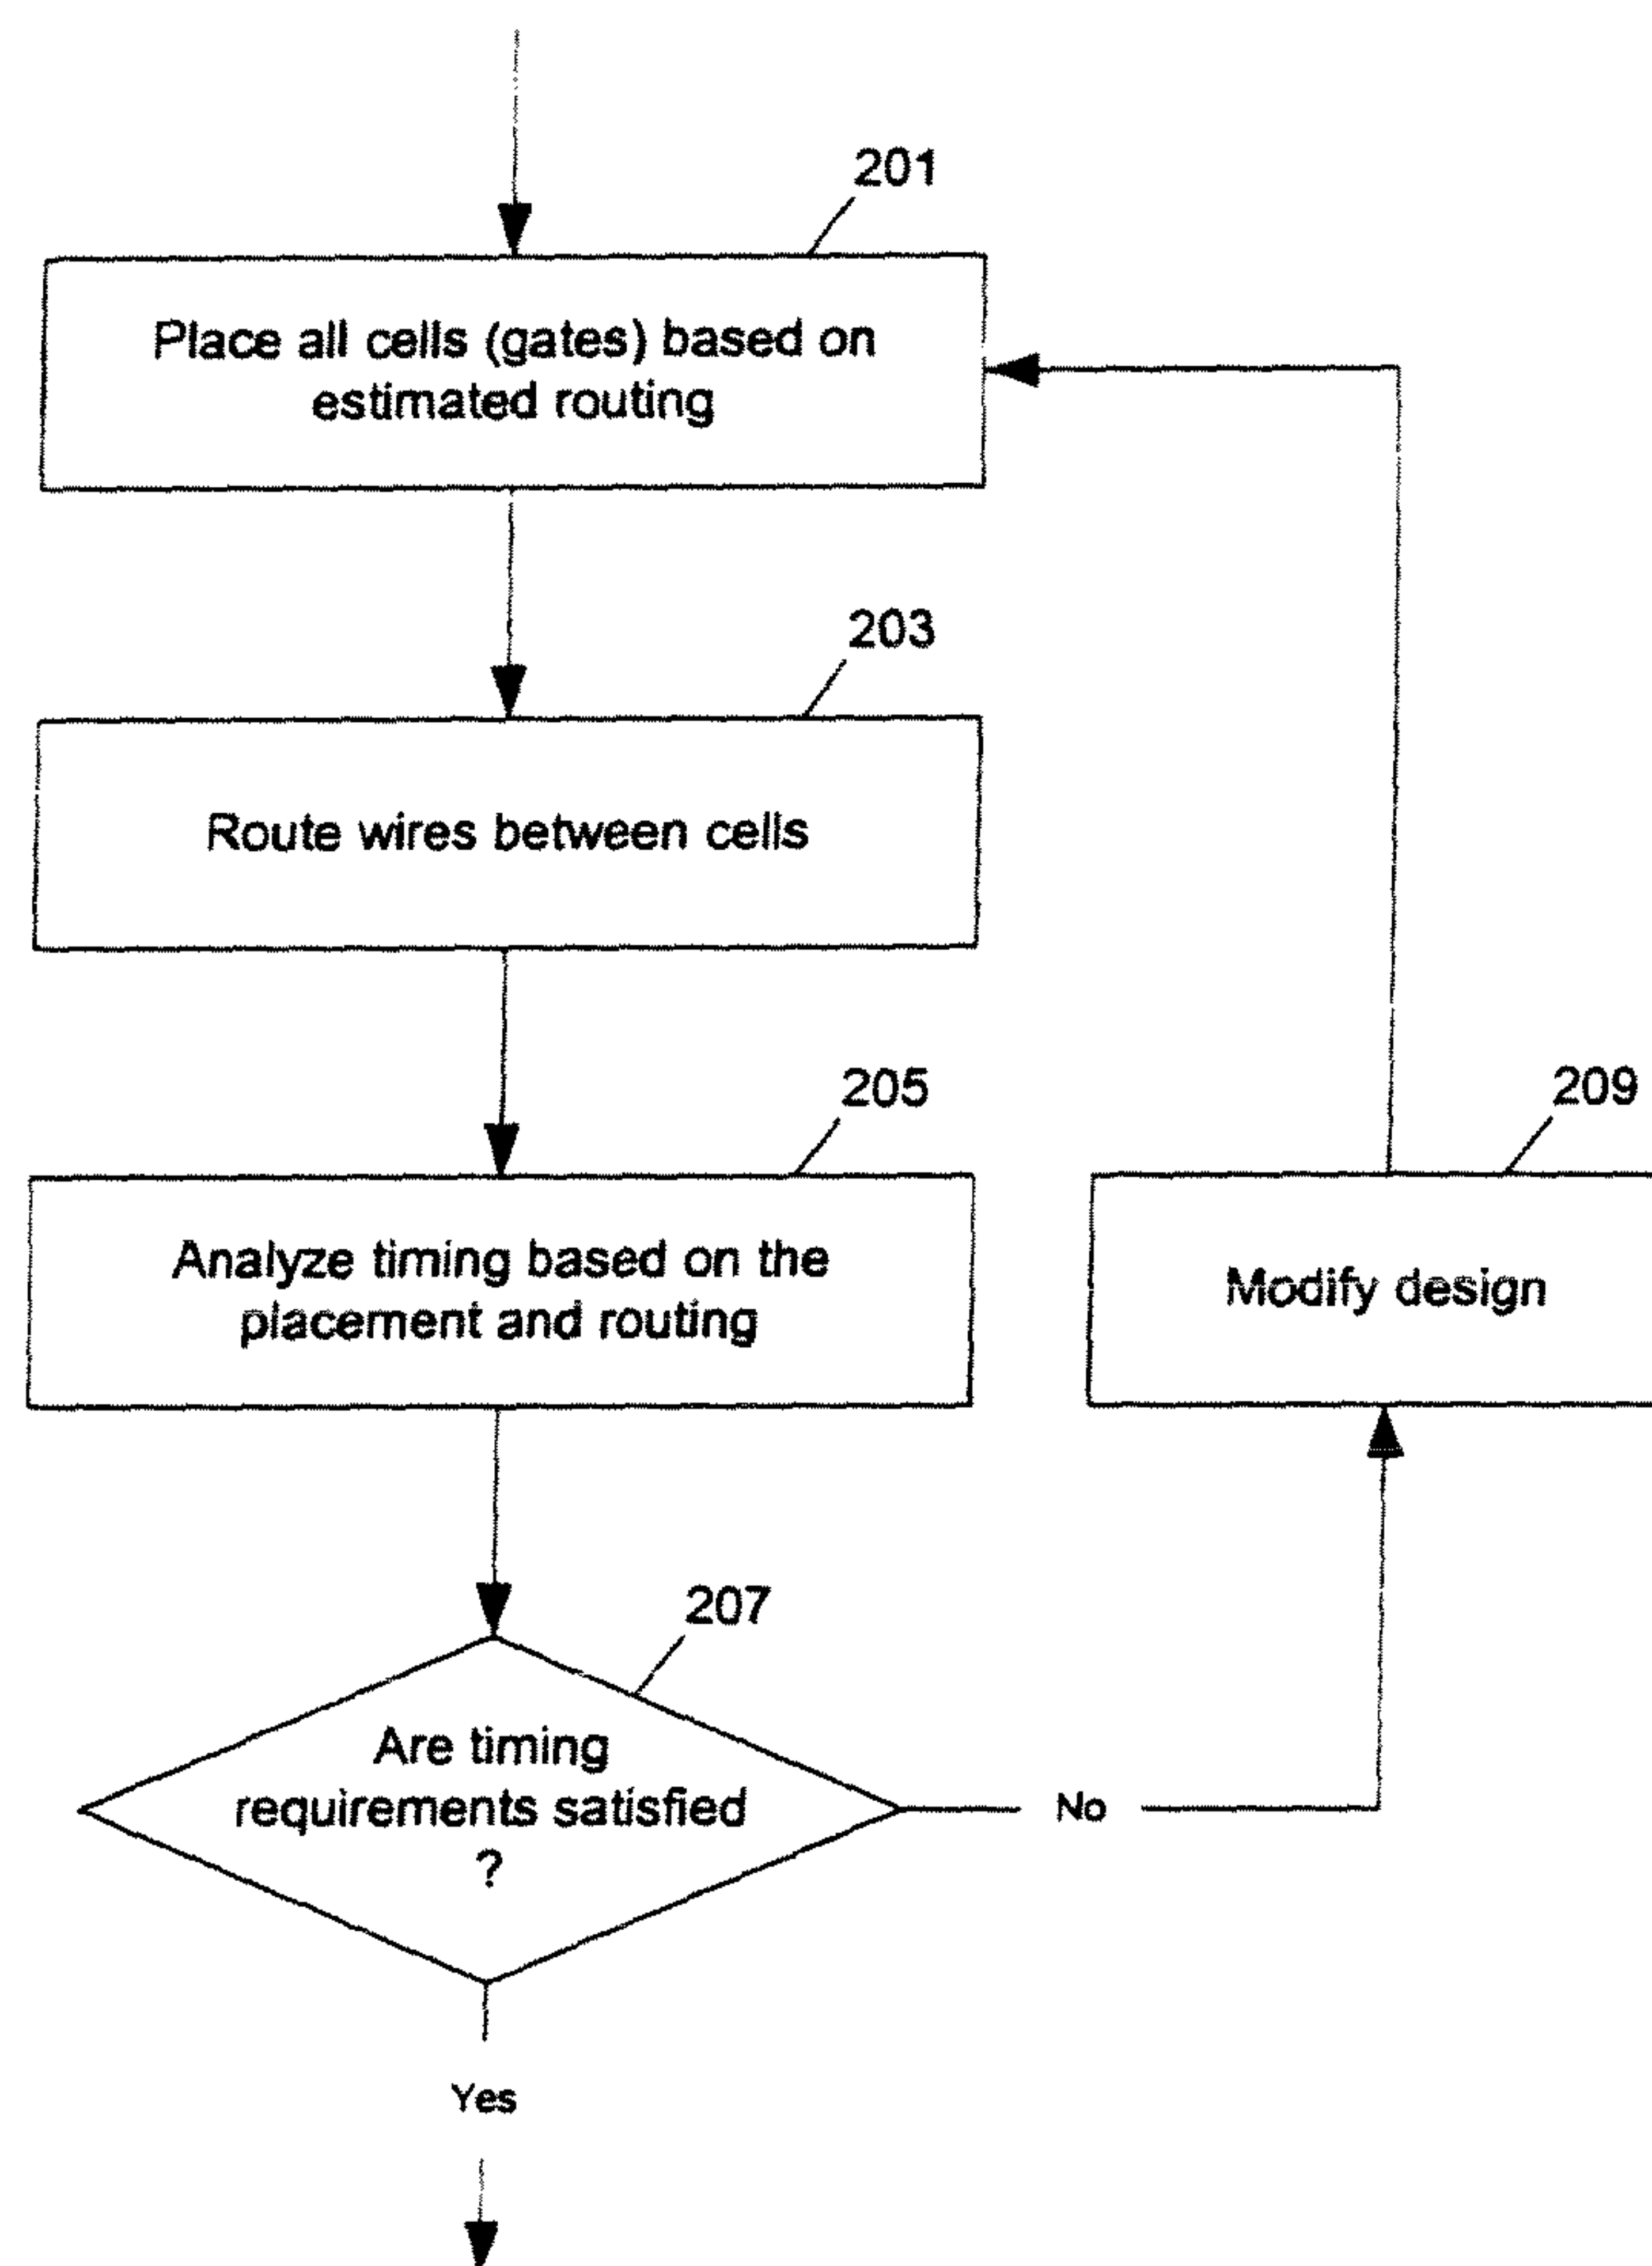 201
Place all cells (gates) based on
estimated routing
203
Route wires between cells
205
Analyze timing based on the
placement and routing
209
Modify design
207
Are timing
requirements satisfied
?
No
Yes